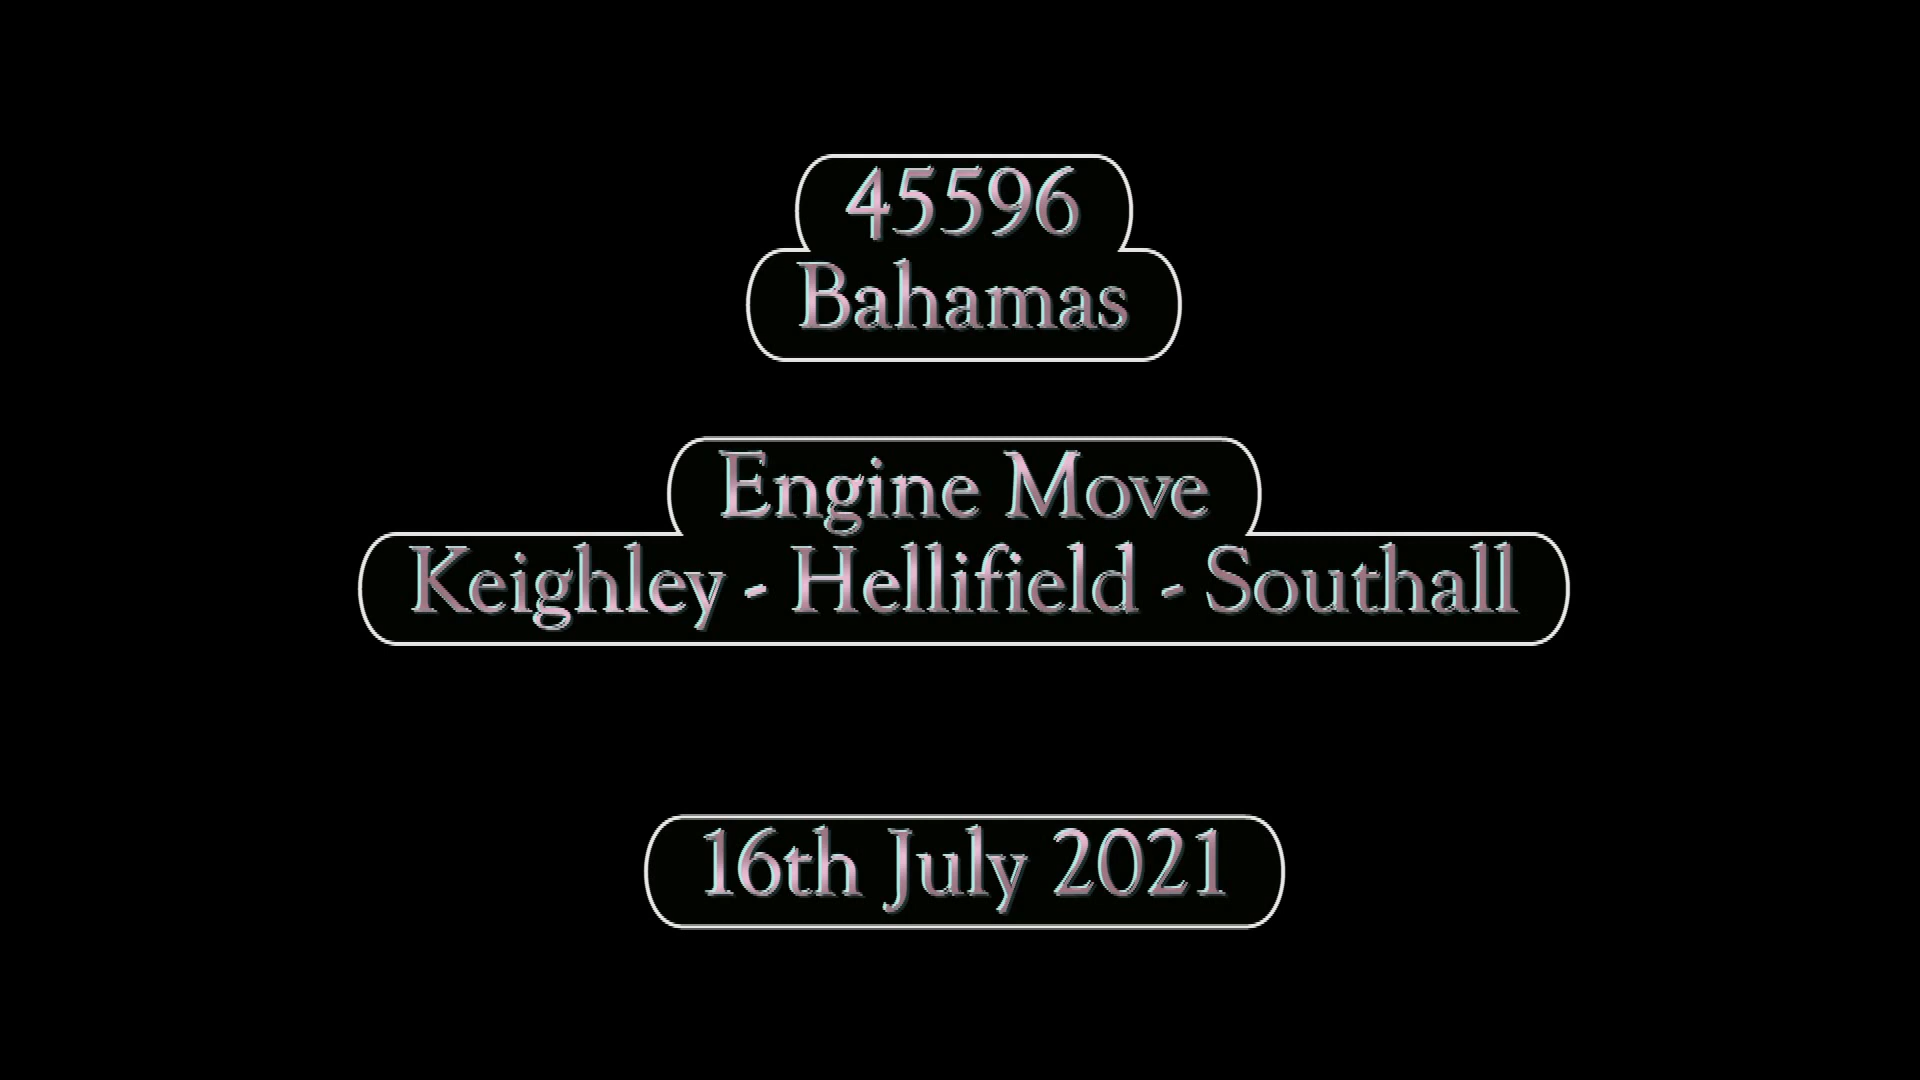 45596
Bahamas
Engine Move
Keighley - Hellifield - Southall
16th July 2021